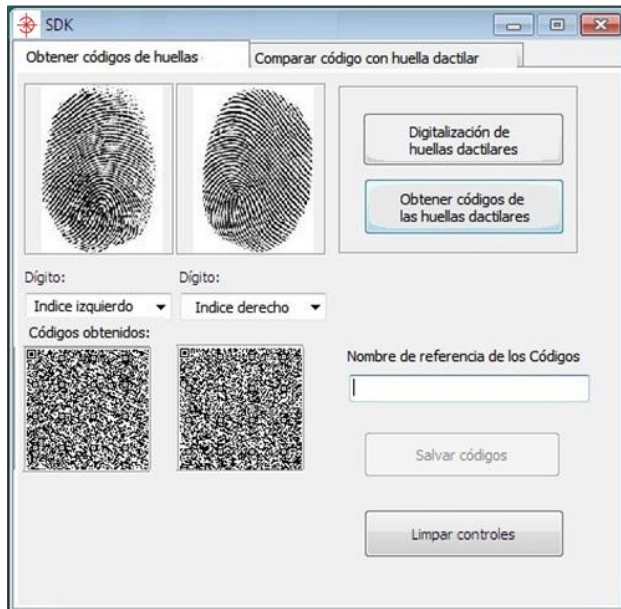 SDK
Obtener códigos de huellas
Comparar código con huella dactilar
Digitalización de
huellas dactilares
Obtener códigos de
las huellas dactilares
Dígito:
Dígito:
Indice izquierdo
Indice derecho
Códigos obtenidos:
Nombre de referencia de los Códigos
Salvar códigos
Limpar controles